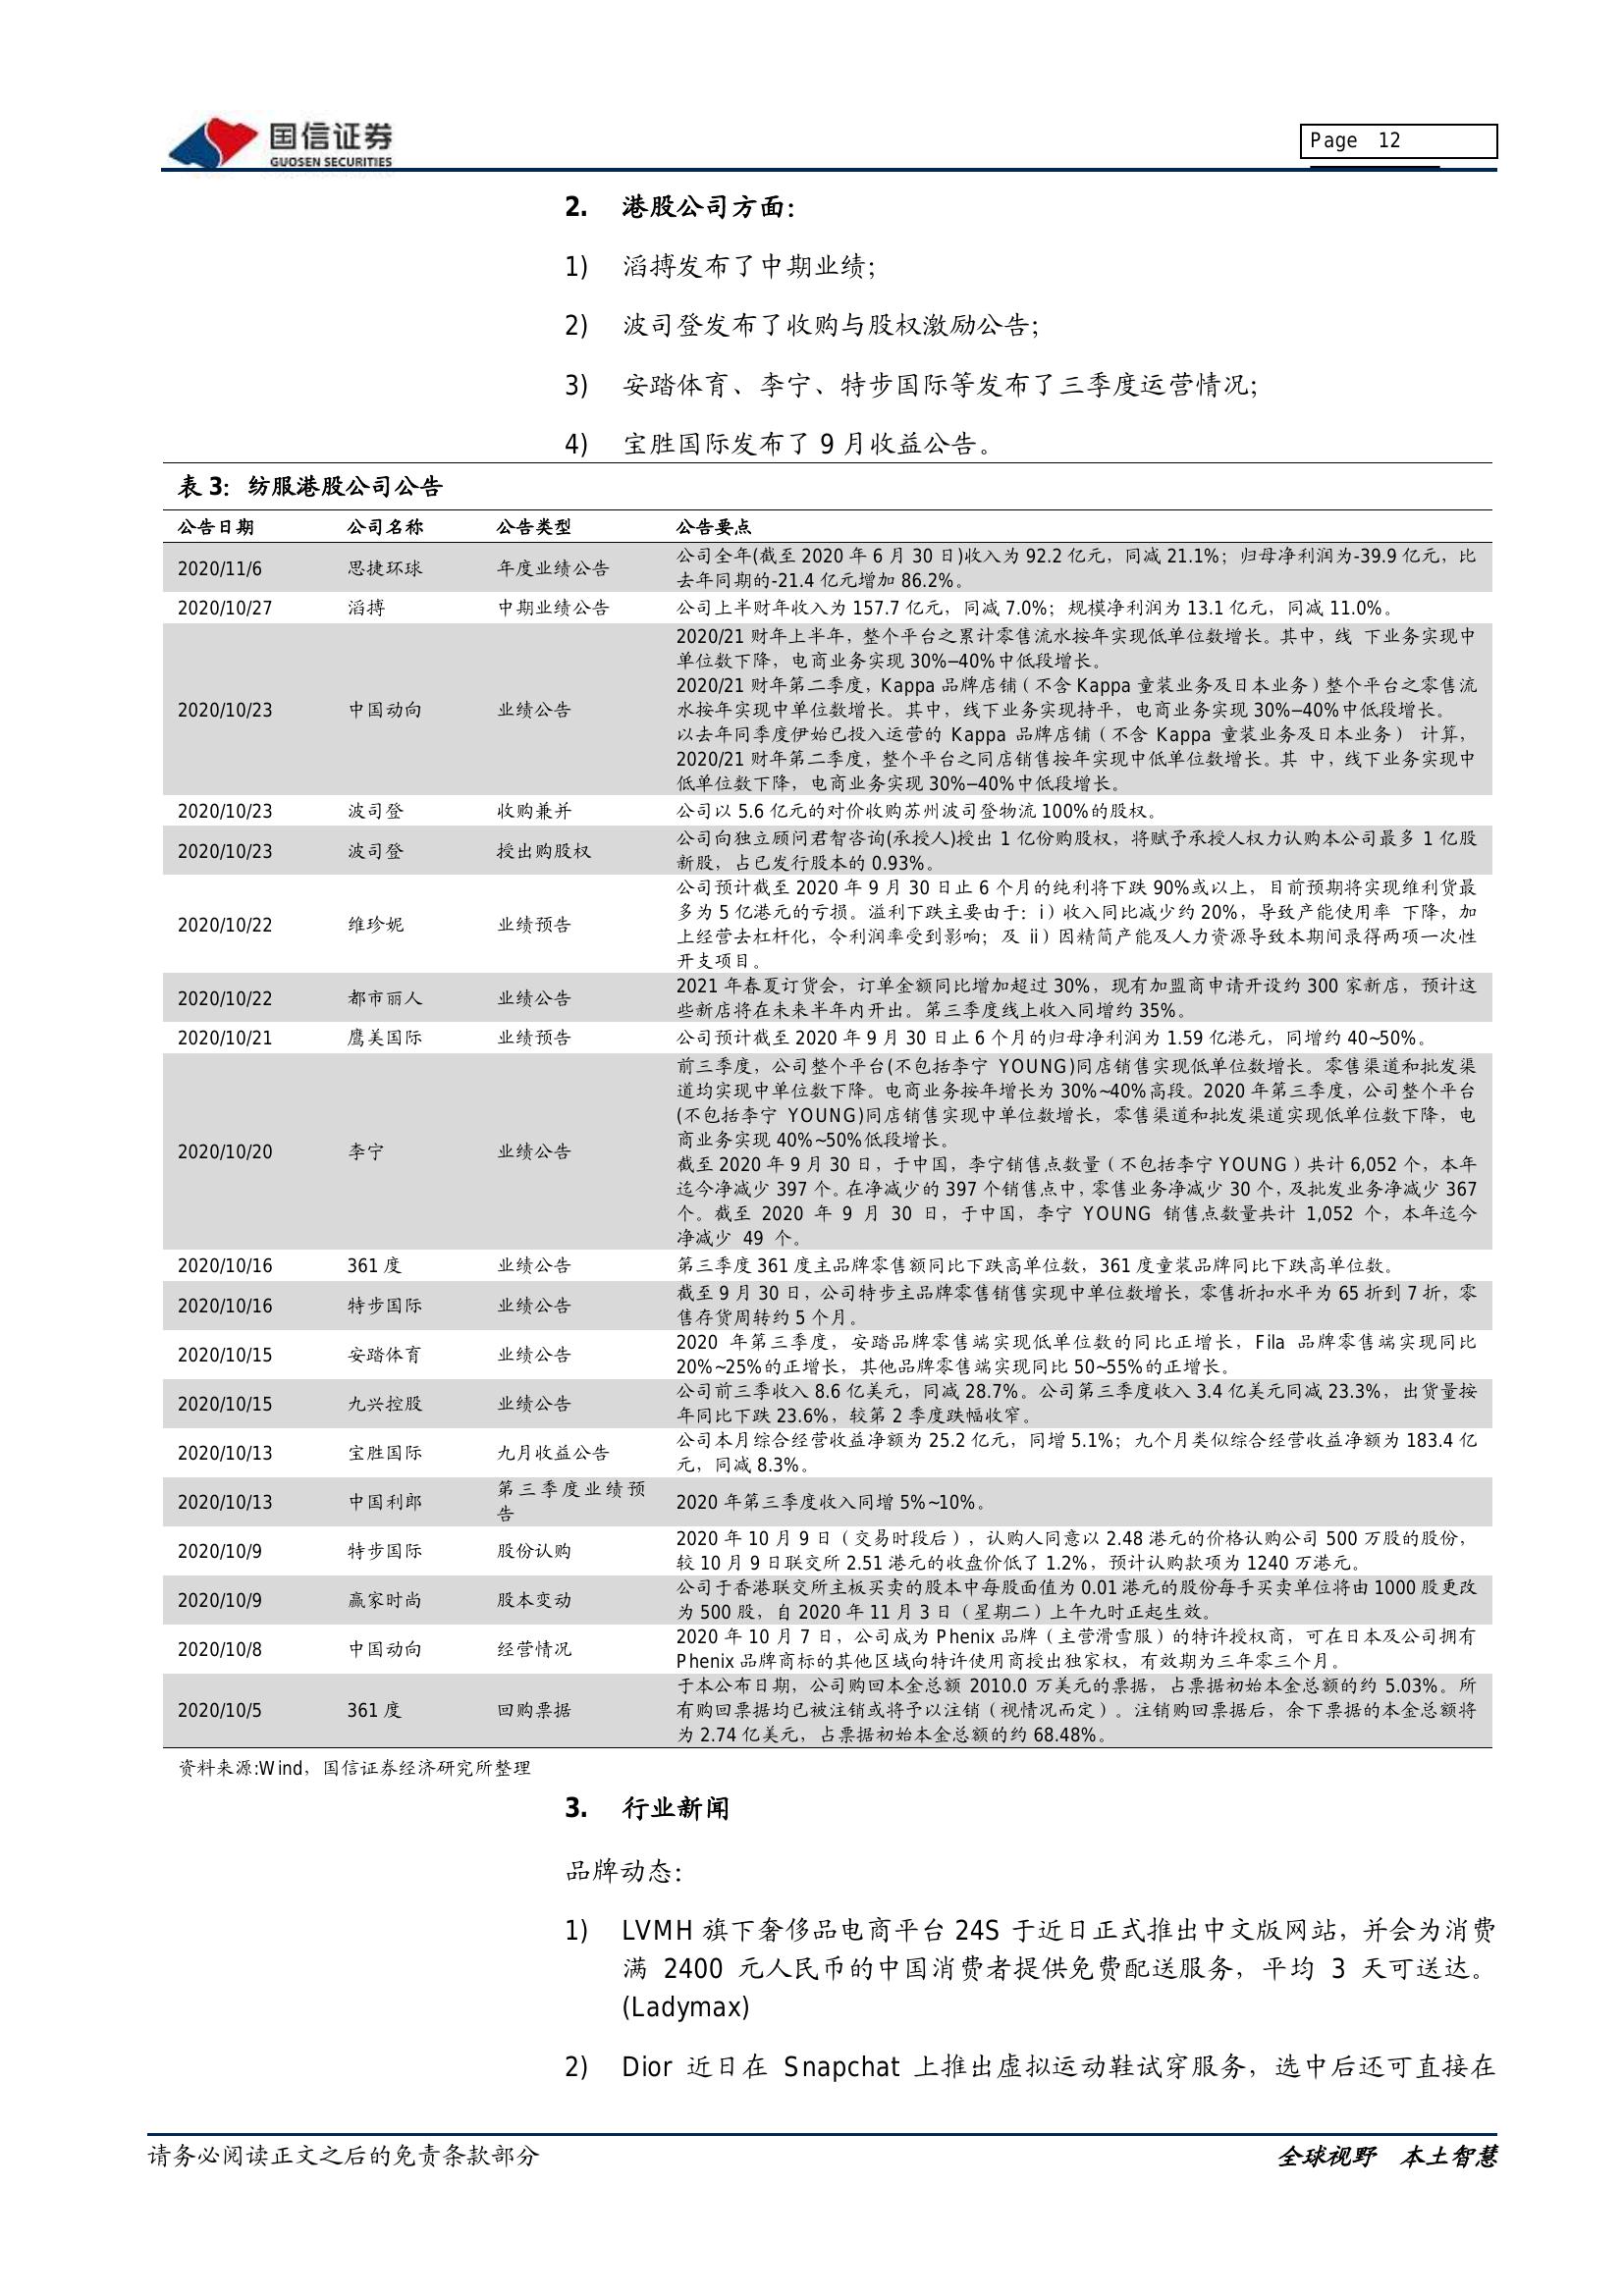 国信证券
GUOSEN SECURITIES
Page 12
2. 港股公司方面：
1) 滔搏发布了中期业绩；
2) 波司登发布了收购与股权激励公告；
3) 安踏体育、李宁、特步国际等发布了三季度运营情况；
4) 宝胜国际发布了 9 月收益公告。
表 3：纺服港股公司公告
公告日期 公司名称 公告类型 公告要点
公司全年(截至 2020 年 6 月 30 日)收入为 92.2 亿元，同减 21.1%；归母净利润为-39.9 亿元，比
2020/11/6 思捷环球 年度业绩公告
去年同期的-21.4 亿元增加 86.2%。
2020/10/27 滔搏 中期业绩公告 公司上半财年收入为 157.7 亿元，同减 7.0%；规模净利润为 13.1 亿元，同减 11.0%。
2020/21 财年上半年，整个平台之累计零售流水按年实现低单位数增长。其中，线 下业务实现中
单位数下降，电商业务实现 30%–40%中低段增长。
2020/21 财年第二季度，Kappa 品牌店铺（不含 Kappa 童装业务及日本业务）整个平台之零售流
2020/10/23 中国动向 业绩公告 水按年实现中单位数增长。其中，线下业务实现持平，电商业务实现 30%–40%中低段增长。
以去年同季度伊始已投入运营的 Kappa 品牌店铺（不含 Kappa 童装业务及日本业务） 计算，
2020/21 财年第二季度，整个平台之同店销售按年实现中低单位数增长。其 中，线下业务实现中
低单位数下降，电商业务实现 30%–40%中低段增长。
2020/10/23 波司登 收购兼并 公司以 5.6 亿元的对价收购苏州波司登物流 100%的股权。
公司向独立顾问君智咨询(承授人)授出 1 亿份购股权，将赋予承授人权力认购本公司最多 1 亿股
2020/10/23 波司登 授出购股权
新股，占已发行股本的 0.93%。
公司预计截至 2020 年 9 月 30 日止 6 个月的纯利将下跌 90%或以上，目前预期将实现维利货最
多为 5 亿港元的亏损。溢利下跌主要由于：i）收入同比减少约 20%，导致产能使用率 下降，加
2020/10/22 维珍妮 业绩预告
上经营去杠杆化，令利润率受到影响；及 ii）因精简产能及人力资源导致本期间录得两项一次性
开支项目。
2021 年春夏订货会，订单金额同比增加超过 30%，现有加盟商申请开设约 300 家新店，预计这
2020/10/22 都市丽人 业绩公告
些新店将在未来半年内开出。第三季度线上收入同增约 35%。
2020/10/21 鹰美国际 业绩预告 公司预计截至 2020 年 9 月 30 日止 6 个月的归母净利润为 1.59 亿港元，同增约 40~50%。
前三季度，公司整个平台(不包括李宁 YOUNG)同店销售实现低单位数增长。零售渠道和批发渠
道均实现中单位数下降。电商业务按年增长为 30%~40%高段。2020 年第三季度，公司整个平台
(不包括李宁 YOUNG)同店销售实现中单位数增长，零售渠道和批发渠道实现低单位数下降，电
商业务实现 40%~50%低段增长。
2020/10/20 李宁 业绩公告
截至 2020 年 9 月 30 日，于中国，李宁销售点数量（不包括李宁 YOUNG）共计 6,052 个，本年
迄今净减少 397 个。在净减少的 397 个销售点中，零售业务净减少 30 个，及批发业务净减少 367
个。截至 2020 年 9 月 30 日，于中国，李宁 YOUNG 销售点数量共计 1,052 个，本年迄今
净减少 49 个。
2020/10/16 361 度 业绩公告 第三季度 361 度主品牌零售额同比下跌高单位数，361 度童装品牌同比下跌高单位数。
截至 9 月 30 日，公司特步主品牌零售销售实现中单位数增长，零售折扣水平为 65 折到 7 折，零
2020/10/16 特步国际 业绩公告
售存货周转约 5 个月。
2020 年第三季度，安踏品牌零售端实现低单位数的同比正增长，Fila 品牌零售端实现同比
2020/10/15 安踏体育 业绩公告
20%~25%的正增长，其他品牌零售端实现同比 50~55%的正增长。
公司前三季收入 8.6 亿美元，同减 28.7%。公司第三季度收入 3.4 亿美元同减 23.3%，出货量按
2020/10/15 九兴控股 业绩公告
年同比下跌 23.6%，较第 2 季度跌幅收窄。
公司本月综合经营收益净额为 25.2 亿元，同增 5.1%；九个月类似综合经营收益净额为 183.4 亿
2020/10/13 宝胜国际 九月收益公告
元，同减 8.3%。
2020/10/13 中国利郎 第三季度业绩预告 2020 年第三季度收入同增 5%~10%。
2020 年 10 月 9 日（交易时段后），认购人同意以 2.48 港元的价格认购公司 500 万股的股份，
2020/10/9 特步国际 股份认购
较 10 月 9 日联交所 2.51 港元的收盘价低了 1.2%，预计认购款项为 1240 万港元。
公司于香港联交所主板买卖的股本中每股面值为 0.01 港元的股份每手买卖单位将由 1000 股更改
2020/10/9 赢家时尚 股本变动
为 500 股，自 2020 年 11 月 3 日（星期二）上午九时正起生效。
2020 年 10 月 7 日，公司成为 Phenix 品牌（主营滑雪服）的特许授权商，可在日本及公司拥有
2020/10/8 中国动向 经营情况
Phenix 品牌商标的其他区域向特许使用商授出独家权，有效期为三年零三个月。
于本公布日期，公司购回本金总额 2010.0 万美元的票据，占票据初始本金总额的约 5.03%。所
2020/10/5 361 度 回购票据 有购回票据均已被注销或将予以注销（视情况而定）。注销购回票据后，余下票据的本金总额将
为 2.74 亿美元，占票据初始本金总额的约 68.48%。
资料来源:Wind，国信证券经济研究所整理
3. 行业新闻
品牌动态：
1) LVMH 旗下奢侈品电商平台 24S 于近日正式推出中文版网站，并会为消费
满 2400 元人民币的中国消费者提供免费配送服务，平均 3 天可送达。
(Ladymax)
2) Dior 近日在 Snapchat 上推出虚拟运动鞋试穿服务，选中后还可直接在
请务必阅读正文之后的免责条款部分
全球视野 本土智慧